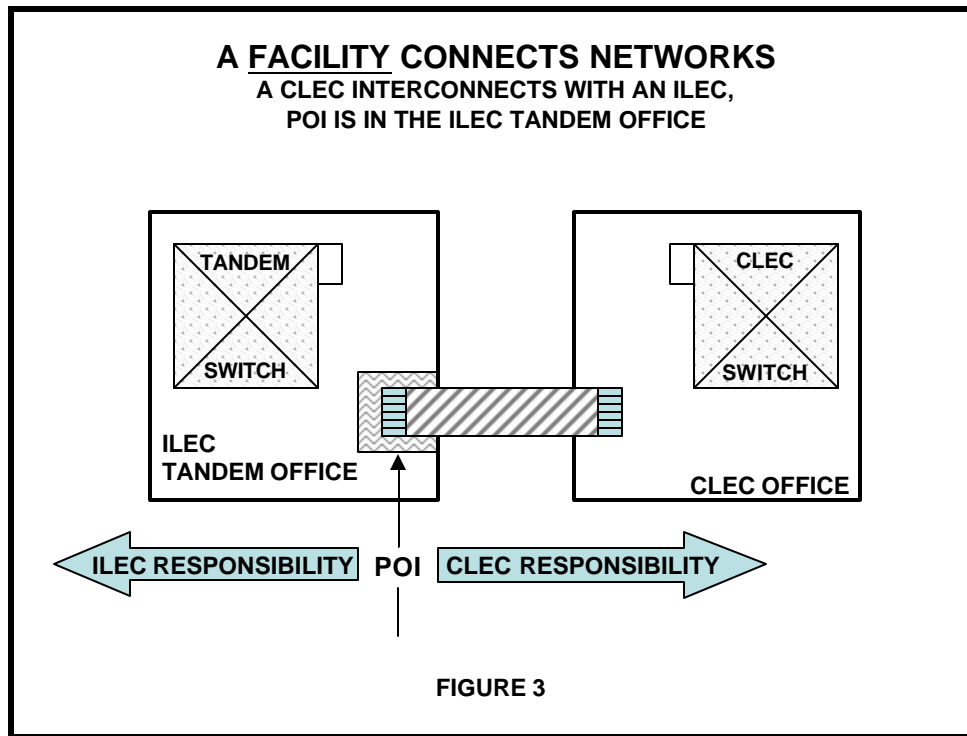 A FACILITY CONNECTS NETWORKS
A CLEC INTERCONNECTS WITH AN ILEC,
POI IS IN THE ILEC TANDEM OFFICE
TANDEM
SWITCH
CLEC
SWITCH
ILEC
TANDEM OFFICE
CLEC OFFICE
ILEC RESPONSIBILITY
POI
CLEC RESPONSIBILITY
FIGURE 3